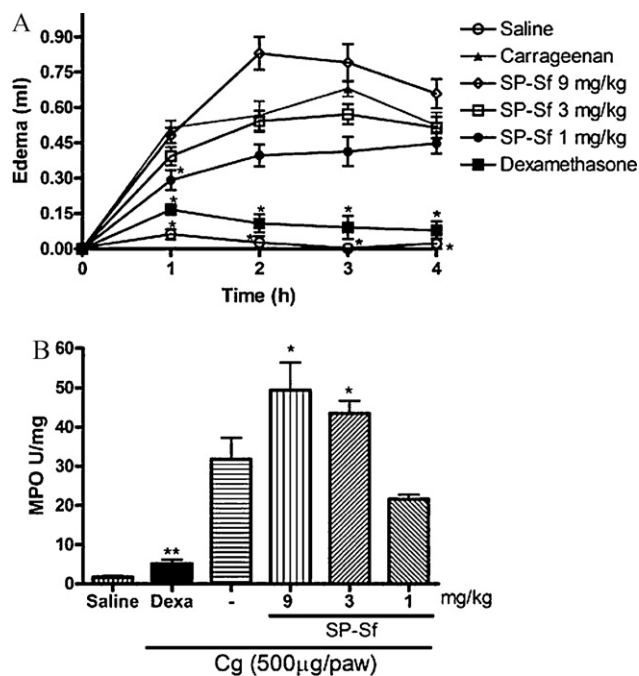 A
Edema (ml)
0.90
0.75
0.60
0.45
0.30
0.15
0.00
0 1 2 3 4
Time (h)
* * * * *
* * * *
Saline
Carrageenan
SP-Sf 9 mg/kg
SP-Sf 3 mg/kg
SP-Sf 1 mg/kg
Dexamethasone
B
MPO U/mg
60
50
40
30
20
10
0
** * *
Saline Dexa - 9 3 1 mg/kg
SP-Sf
Cg (500µg/paw)